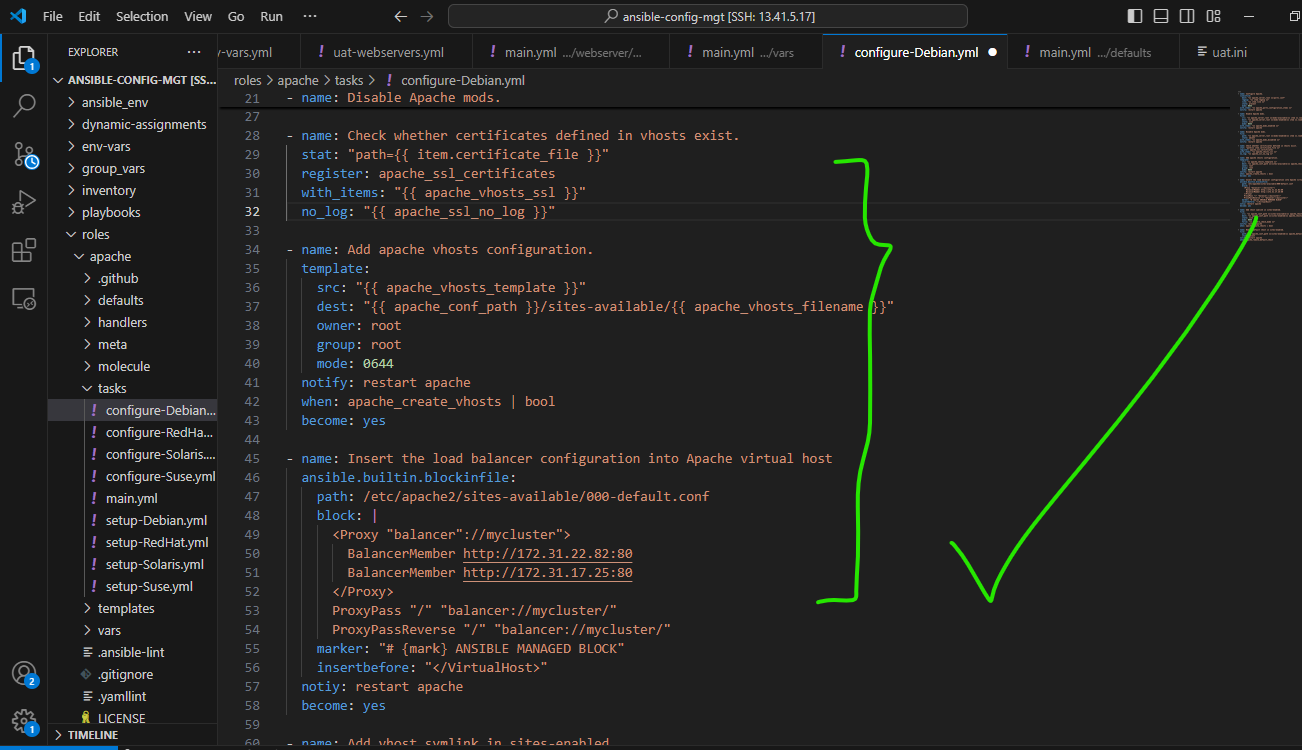 File Edit Selection View Go Run ··· ansible-config-mgt [SSH: 13.41.5.17]
EXPLORER ···
y-vars.yml ! uat-webservers.yml ! main.yml .../webserver/... ! main.yml .../vars ! configure-Debian.yml ● ! main.yml .../defaults uat.ini
ANSIBLE-CONFIG-MGT [SS...
roles > apache > tasks > ! configure-Debian.yml
ansible_env
dynamic-assignments
env-vars
group_vars
inventory
playbooks
roles
apache
.github
defaults
handlers
meta
molecule
tasks
! configure-Debian...
! configure-RedHa...
! configure-Solaris....
! configure-Suse.yml
! main.yml
! setup-Debian.yml
! setup-RedHat.yml
! setup-Solaris.yml
! setup-Suse.yml
templates
vars
.ansible-lint
.gitignore
.yamllint
LICENSE
TIMELINE
1
2
1
21 - name: Disable Apache mods.
27
28 - name: Check whether certificates defined in vhosts exist.
29 stat: "path={{ item.certificate_file }}"
30 register: apache_ssl_certificates
31 with_items: "{{ apache_vhosts_ssl }}"
32 no_log: "{{ apache_ssl_no_log }}"
33
34 - name: Add apache vhosts configuration.
35 template:
36 src: "{{ apache_vhosts_template }}"
37 dest: "{{ apache_conf_path }}/sites-available/{{ apache_vhosts_filename }}"
38 owner: root
39 group: root
40 mode: 0644
41 notify: restart apache
42 when: apache_create_vhosts | bool
43 become: yes
44
45 - name: Insert the load balancer configuration into Apache virtual host
46 ansible.builtin.blockinfile:
47 path: /etc/apache2/sites-available/000-default.conf
48 block: |
49 <Proxy "balancer"://mycluster">
50 BalancerMember http://172.31.22.82:80
51 BalancerMember http://172.31.17.25:80
52 </Proxy>
53 ProxyPass "/" "balancer://mycluster/"
54 ProxyPassReverse "/" "balancer://mycluster/"
55 marker: "# {mark} ANSIBLE MANAGED BLOCK"
56 insertbefore: "</VirtualHost>"
57 notiy: restart apache
58 become: yes
59
60 - name: Add vhost symlink in sites-enabled